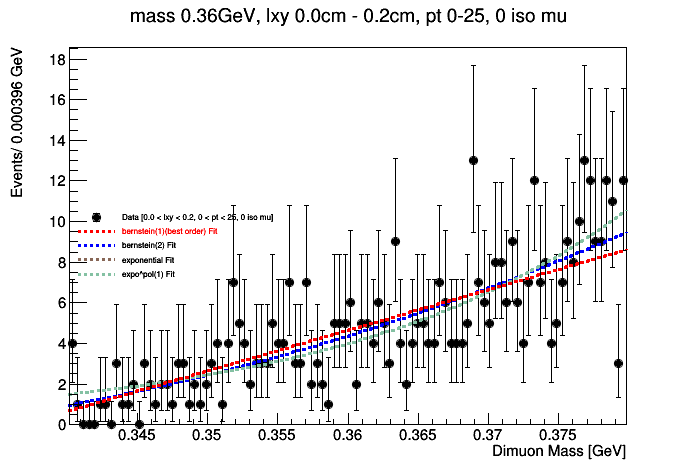 mass 0.36GeV, lxy 0.0cm - 0.2cm, pt 0-25, 0 iso mu
Events/ 0.000396 GeV
18
16
14
12
10
8
6
4
2
0
Data [0.0 < lxy < 0.2, 0 < pt < 25, 0 iso mu]
bernstein(1)(best order) Fit
bernstein(2) Fit
exponential Fit
expo*pol(1) Fit
0.345 0.35 0.355 0.36 0.365 0.37 0.375
Dimuon Mass [GeV]